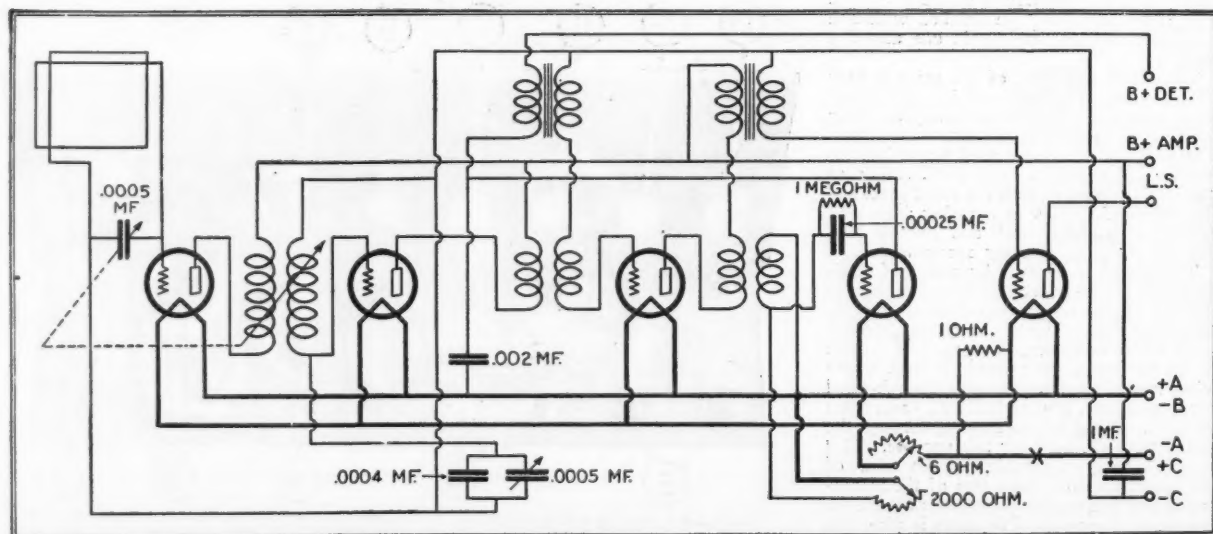 B+ DET.
B+ AMP.
L.S.
.0005
MF.
1 MEGOHM
.00025 MF.
1 OHM.
.002 MF.
+A
-B
1 MF.
-A
+C
6 OHM.
.0004 MF.
.0005 MF.
2000 OHM.
-C